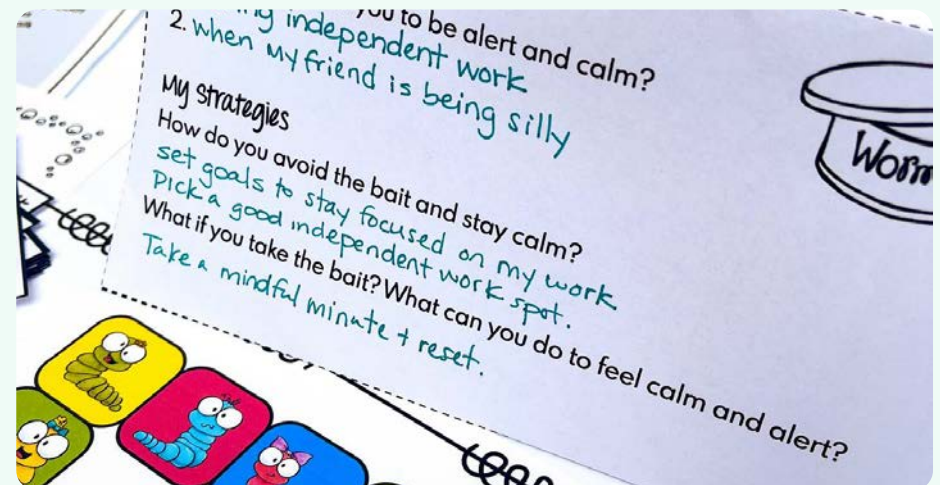 you to be alert and calm?
independent work
2. when my friend is being silly
My strategies
How do you avoid the bait and stay calm?
set goals to stay focused on my work
Pick a good independent work spot.
What if you take the bait? What can you do to feel calm and alert?
Take a mindful minute + reset.